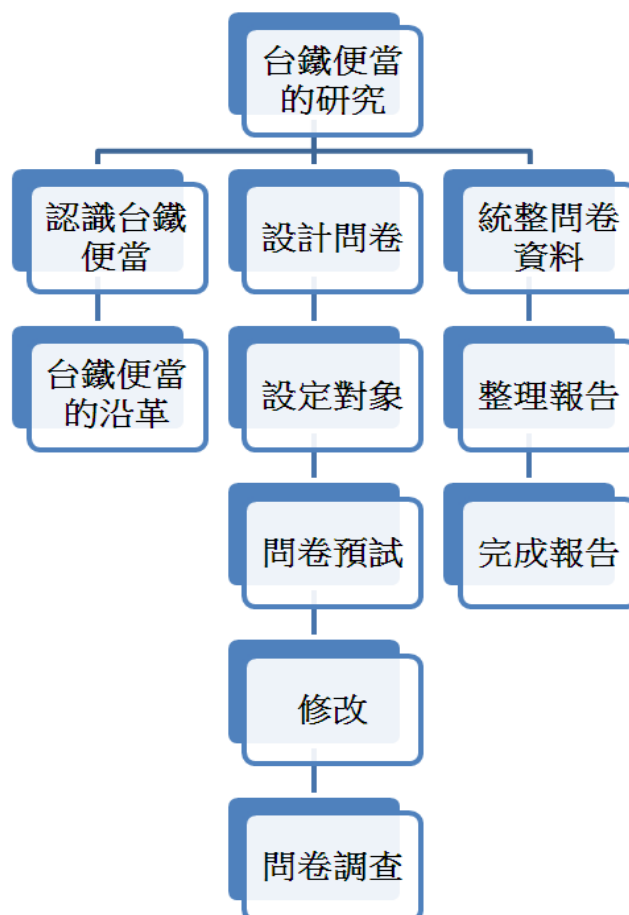 台鐵便當
的研究
認識台鐵
便當
設計問卷
統整問卷
資料
台鐵便當
的沿革
設定對象
整理報告
問卷預試
完成報告
修改
問卷調查